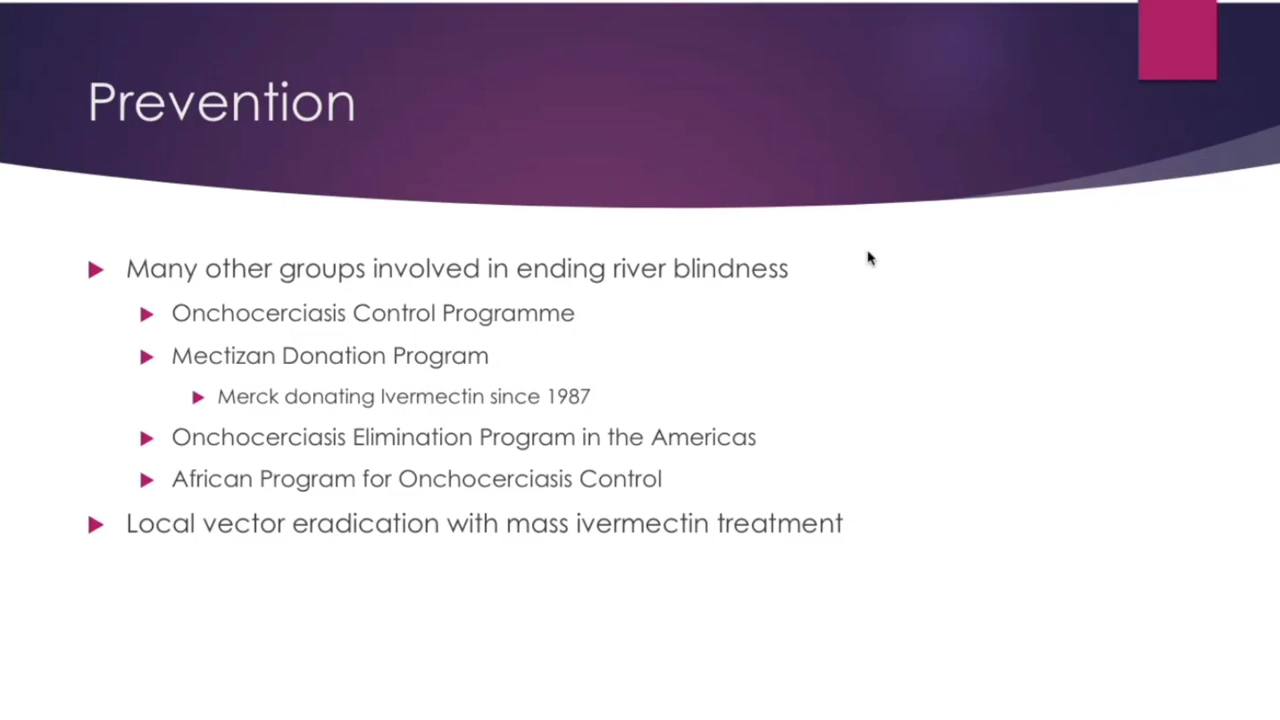 Prevention
Many other groups involved in ending river blindness
Onchocerciasis Control Programme
Mectizan Donation Program
Merck donating Ivermectin since 1987
Onchocerciasis Elimination Program in the Americas
African Program for Onchocerciasis Control
Local vector eradication with mass ivermectin treatment